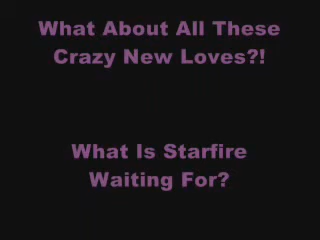 What About All These
Crazy New Loves?!
What Is Starfire
Waiting For?